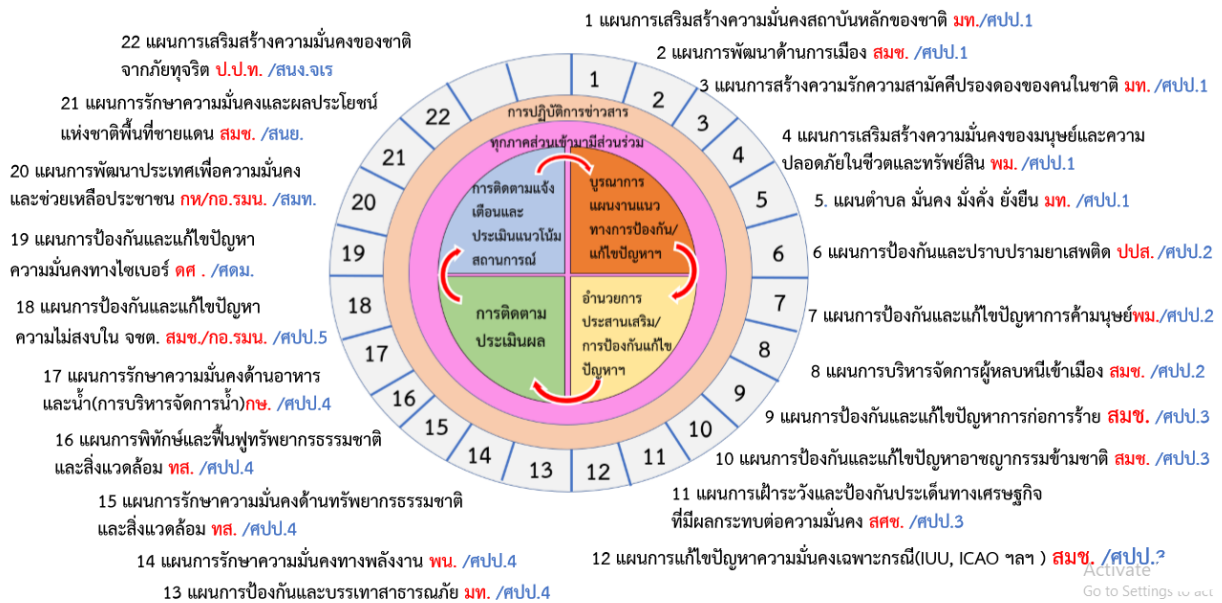 1 แผนการเสริมสร้างความมั่นคงสถาบันหลักของชาติ มท./ศปป.1
2 แผนการพัฒนาด้านการเมือง สมช. /ศปป.1
3 แผนการสร้างความรักความสามัคคีปรองดองของคนในชาติ มท. /ศปป.1
4 แผนการเสริมสร้างความมั่นคงของมนุษย์และความ
ปลอดภัยในชีวตและทรัพย์สิน พม. /ศปป.1
5. แผนตำบล มั่นคง มั่งคั่ง ยั่งยืน มท. /ศปป.1
6 แผนการป้องกันและปราบปรามยาเสพติด ปปส. /ศปป.2
7 แผนการป้องกันและแก้ไขปัญหาการค้ามนุษย์พม./ศปป.2
8 แผนการบริหารจัดการผู้หลบหนีเข้าเมือง สมช. /ศปป.2
9 แผนการป้องกันและแก้ไขปัญหาการก่อการร้าย สมช. /ศปป.3
10 แผนการป้องกันและแก้ไขปัญหาอาชญากรรมข้ามชาติ สมช. /ศปป.3
11 แผนการเฝ้าระวังและป้องกันประเด็นทางเศรษฐกิจ
ที่มีผลกระทบต่อความมั่นคง สศช. /ศปป.3
12 แผนการแก้ไขปัญหาความมั่นคงเฉพาะกรณี(IUU, ICAO ฯลฯ ) สมช. /ศปป.3
13 แผนการป้องกันและบรรเทาสาธารณภัย มท. /ศปป.4
14 แผนการรักษาความมั่นคงทางพลังงาน พน. /ศปป.4
15 แผนการรักษาความมั่นคงด้านทรัพยากรธรรมชาติ
และสิ่งแวดล้อม ทส. /ศปป.4
16 แผนการพิทักษ์และฟื้นฟูทรัพยากรธรรมชาติ
และสิ่งแวดล้อม ทส. /ศปป.4
17 แผนการรักษาความมั่นคงด้านอาหาร
และน้ำ(การบริหารจัดการน้ำ)กษ. /ศปป.4
18 แผนการป้องกันและแก้ไขปัญหา
ความไม่สงบใน จชต. สมช./กอ.รมน. /ศปป.5
19 แผนการป้องกันและแก้ไขปัญหา
ความมั่นคงทางไซเบอร์ ดศ . /ศดม.
20 แผนการพัฒนาประเทศเพื่อความมั่นคง
และช่วยเหลือประชาชน กห/กอ.รมน. /สมท.
21 แผนการรักษาความมั่นคงและผลประโยชน์
แห่งชาติพื้นที่ชายแดน สมช. /สนย.
22 แผนการเสริมสร้างความมั่นคงของชาติ
จากภัยทุจริต ป.ป.ท. /สนง.จเร
1
2
3
4
5
6
7
8
9
10
11
12
13
14
15
16
17
18
19
20
21
22
การปฏิบัติการข่าวสาร
ทุกภาคส่วนเข้ามามีส่วนร่วม
การติดตามแจ้ง
เตือนและ
ประเมินแนวโน้ม
สถานการณ์
บูรณาการ
แผนงานแนว
ทางการป้องกัน/
แก้ไขปัญหาฯ
อำนวยการ
ประสานเสริม/
การป้องกันแก้ไข
ปัญหาฯ
การติดตาม
ประเมินผล
Activate
Go to Settings to act